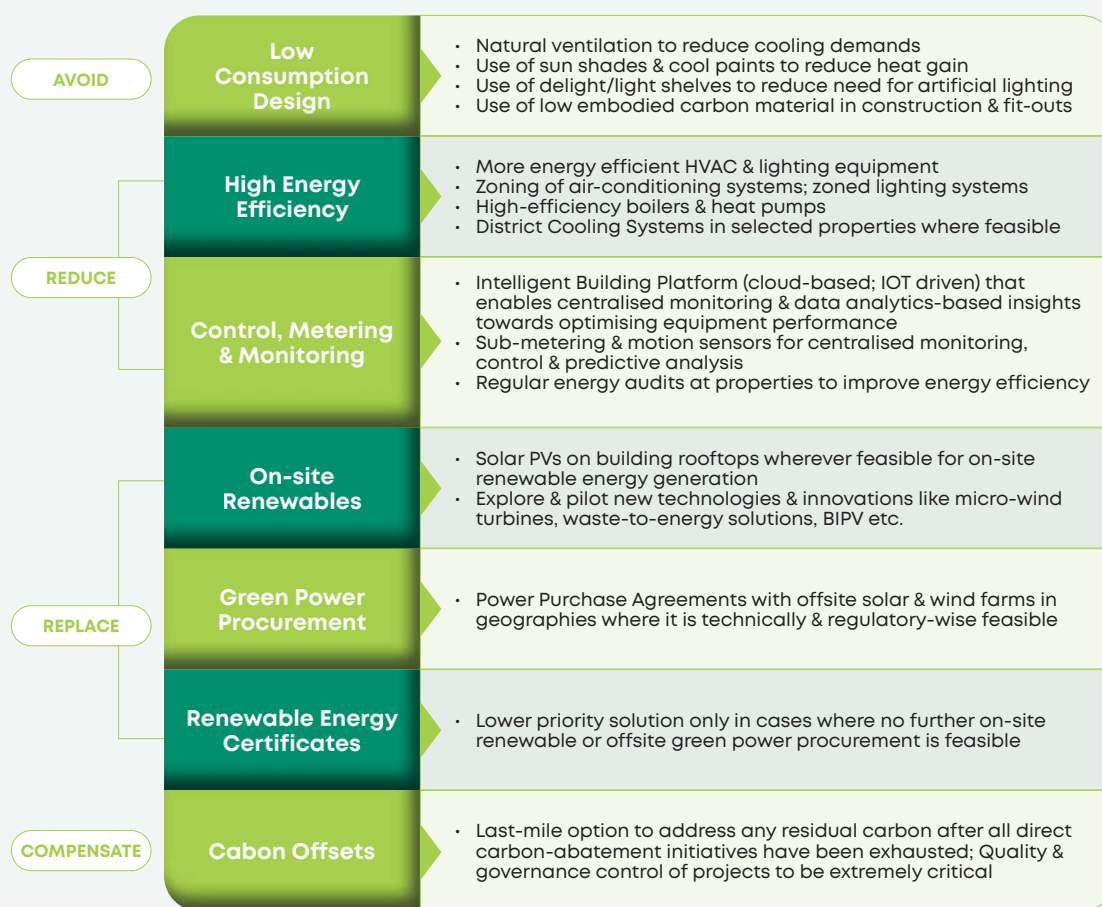 AVOID
Low
Consumption
Design
· Natural ventilation to reduce cooling demands
· Use of sun shades & cool paints to reduce heat gain
· Use of delight/light shelves to reduce need for artificial lighting
· Use of low embodied carbon material in construction & fit-outs
REDUCE
High Energy
Efficiency
· More energy efficient HVAC & lighting equipment
· Zoning of air-conditioning systems; zoned lighting systems
· High-efficiency boilers & heat pumps
· District Cooling Systems in selected properties where feasible
Control, Metering
& Monitoring
· Intelligent Building Platform (cloud-based; IOT driven) that
enables centralised monitoring & data analytics-based insights
towards optimising equipment performance
· Sub-metering & motion sensors for centralised monitoring,
control & predictive analysis
· Regular energy audits at properties to improve energy efficiency
REPLACE
On-site
Renewables
· Solar PVs on building rooftops wherever feasible for on-site
renewable energy generation
· Explore & pilot new technologies & innovations like micro-wind
turbines, waste-to-energy solutions, BIPV etc.
Green Power
Procurement
· Power Purchase Agreements with offsite solar & wind farms in
geographies where it is technically & regulatory-wise feasible
Renewable Energy
Certificates
· Lower priority solution only in cases where no further on-site
renewable or offsite green power procurement is feasible
COMPENSATE
Cabon Offsets
· Last-mile option to address any residual carbon after all direct
carbon-abatement initiatives have been exhausted; Quality &
governance control of projects to be extremely critical